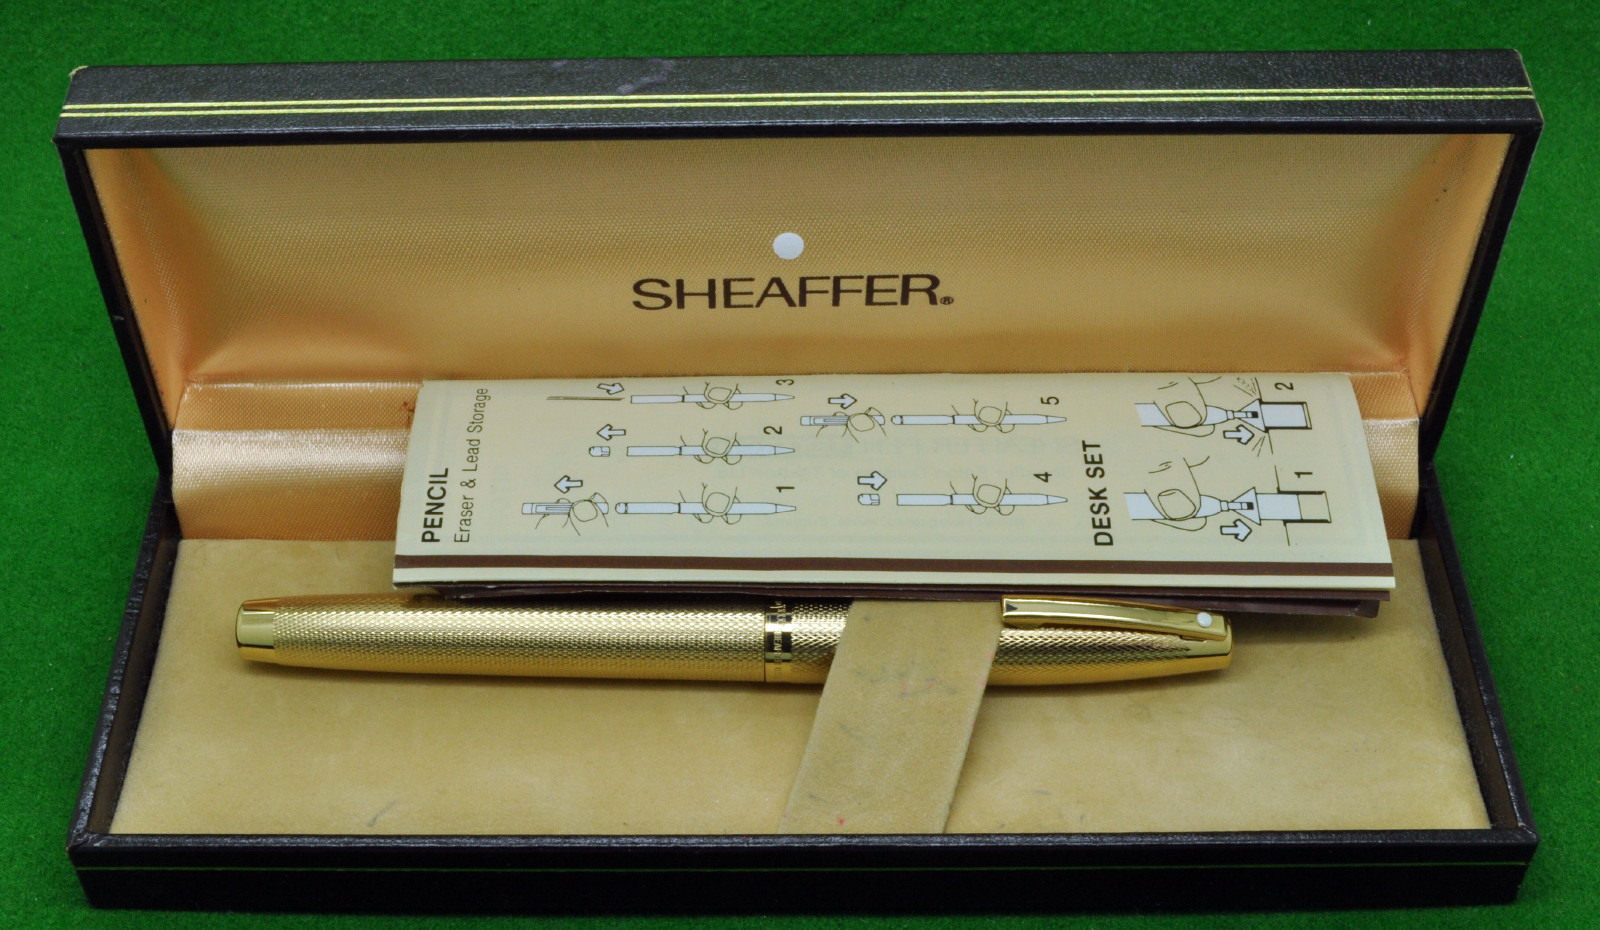 SHEAFFER®
PENCIL
Eraser & Lead Storage
1
2
3
4
5
DESK SET
1
2